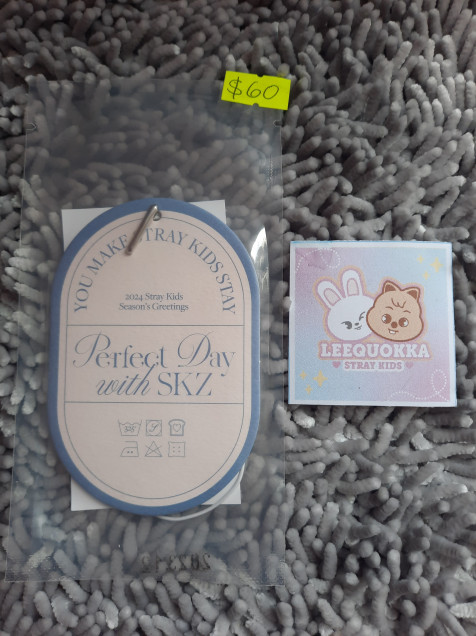 $60
YOU MAKE STRAY KIDS STAY
2024 Stray Kids
Season's Greetings
Perfect Day
with SKZ
LEEQUOKKA
STRAY KIDS